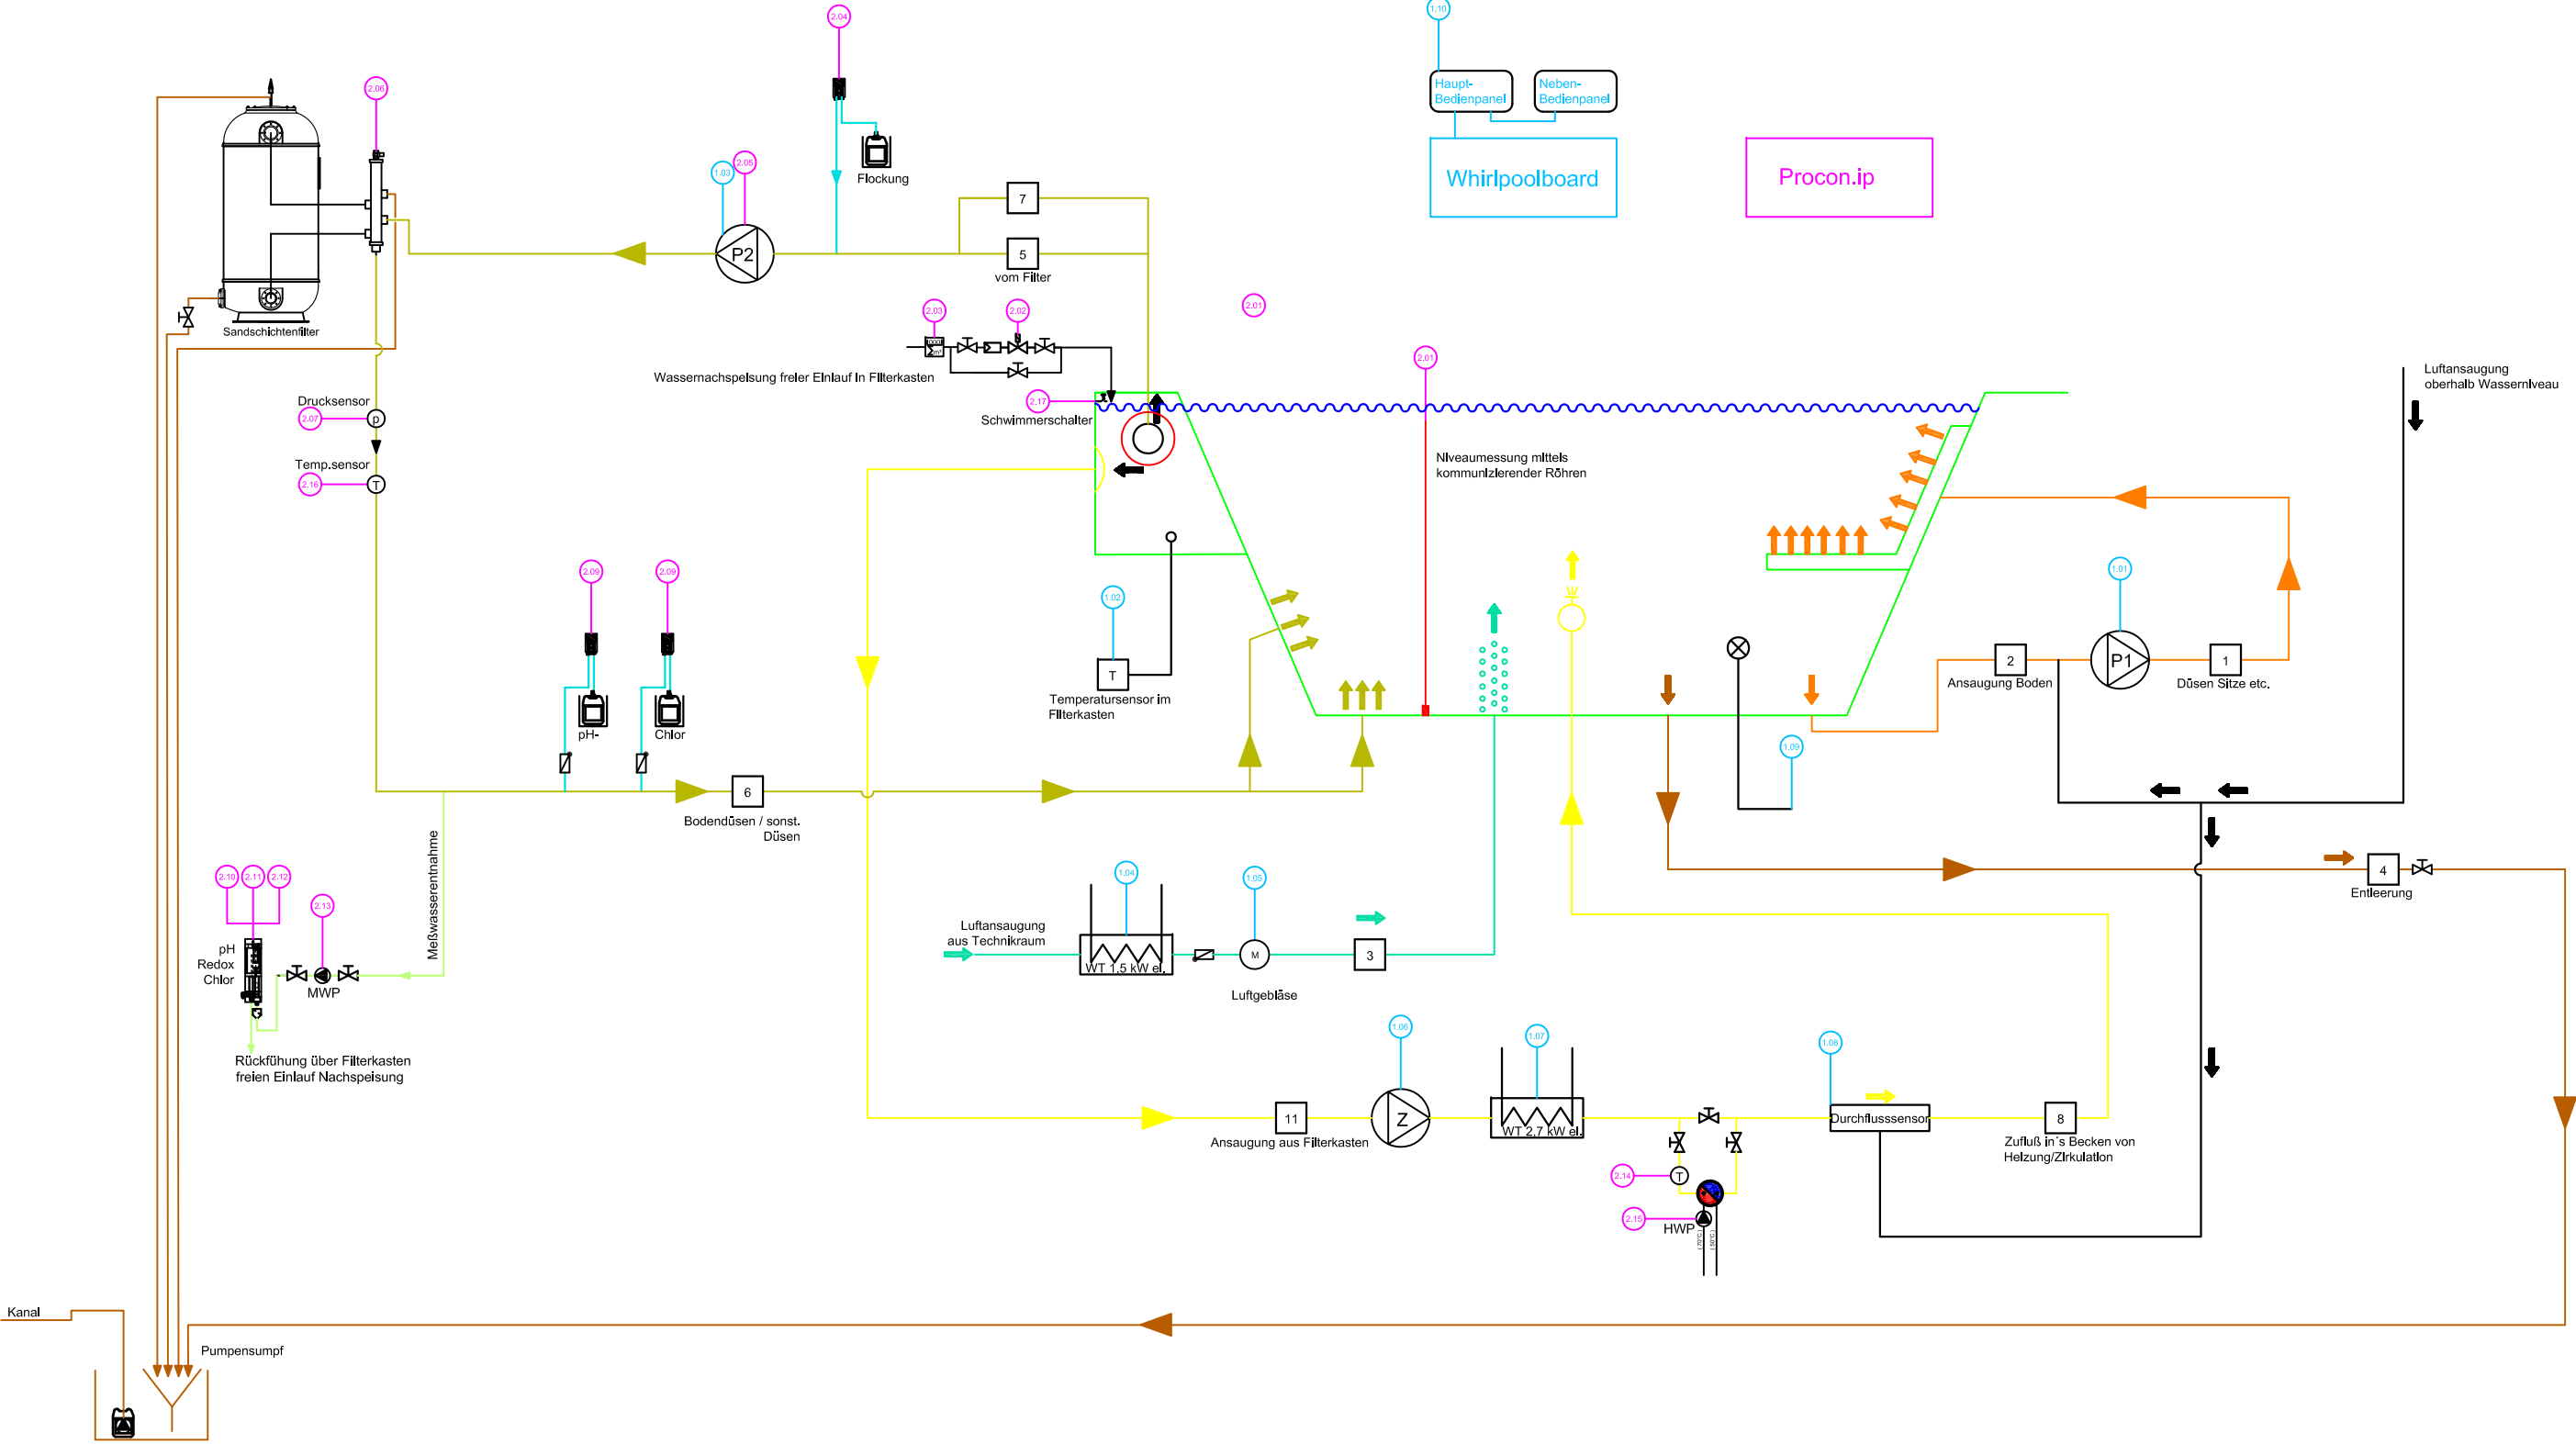 1.10
2.04
Haupt-
Bedienpanel
Neben-
Bedienpanel
2.06
Whirlpoolboard
Procon.ip
Flockung
1.03
2.05
7
P2
5
vom Filter
Sandschichtenfilter
2.03
2.02
2.01
Wassernachspeisung freier Einlauf in Filterkasten
2.01
Luftansaugung
oberhalb Wasserniveau
Drucksensor
2.07
p
2.17
Schwimmerschalter
Temp.sensor
2.16
T
Niveaumessung mittels
kommunizierender Röhren
2.09
2.09
1.02
1.01
T
Temperatursensor im
Filterkasten
2
Ansaugung Boden
P1
1
Düsen Sitze etc.
pH-
Chlor
1.09
6
Bodendüsen / sonst.
Düsen
Meßwasserentnahme
2.10
2.11
2.12
2.13
1.04
1.05
4
Entleerung
Luftansaugung
aus Technikraum
WT 1,5 kW el.
M
3
Luftgebläse
pH
Redox
Chlor
MWP
Rückfühung über Filterkasten
freien Einlauf Nachspeisung
1.06
1.07
1.08
11
Ansaugung aus Filterkasten
Z
WT 2,7 kW el.
Durchflusssensor
8
Zufluß in´s Becken von
Heizung/Zirkulation
2.14
T
2.15
HWP
( 70°C )
( 50°C )
Kanal
Pumpensumpf